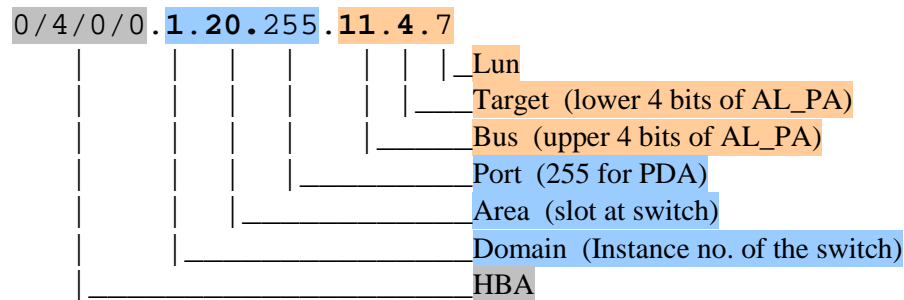 0/4/0/0.1.20.255.11.4.7
Lun
Target (lower 4 bits of AL_PA)
Bus (upper 4 bits of AL_PA)
Port (255 for PDA)
Area (slot at switch)
Domain (Instance no. of the switch)
HBA